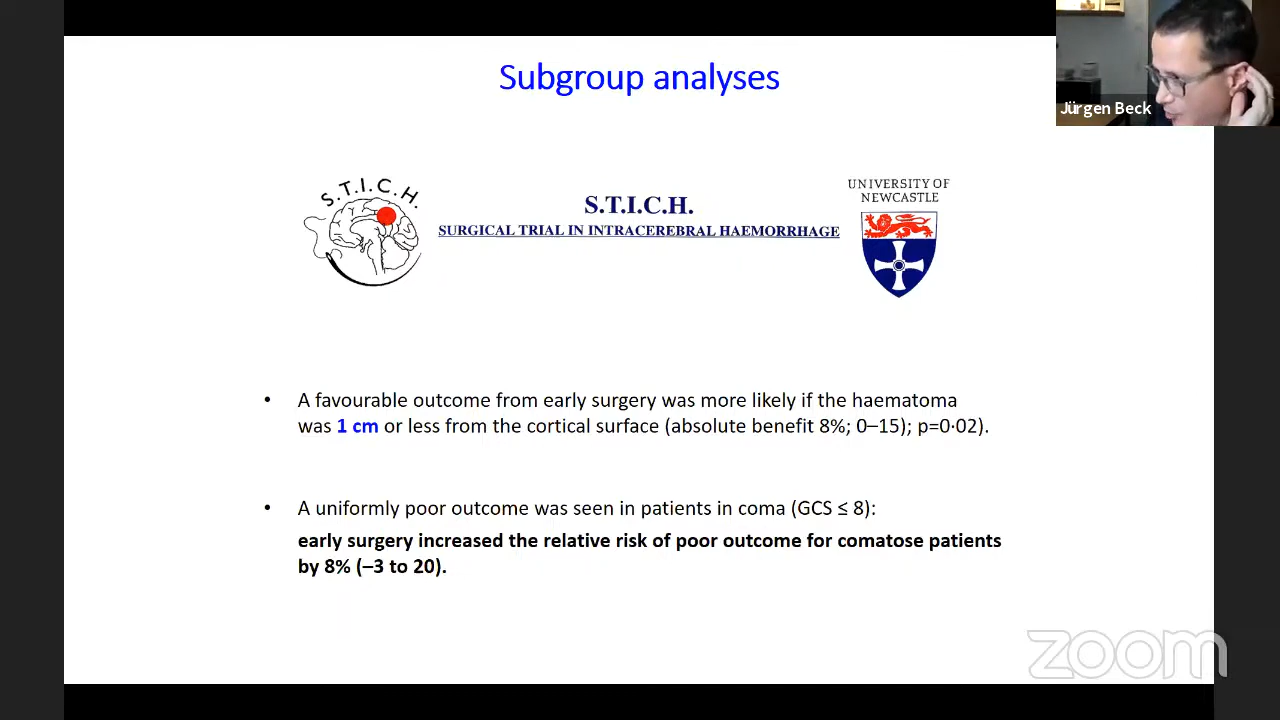 Subgroup analyses
Jürgen Beck
S.T.I.C.H.
S.T.I.C.H.
SURGICAL TRIAL IN INTRACEREBRAL HAEMORRHAGE
UNIVERSITY OF
NEWCASTLE
• A favourable outcome from early surgery was more likely if the haematoma
was 1 cm or less from the cortical surface (absolute benefit 8%; 0–15); p=0·02).
• A uniformly poor outcome was seen in patients in coma (GCS ≤ 8):
early surgery increased the relative risk of poor outcome for comatose patients
by 8% (–3 to 20).
zoom